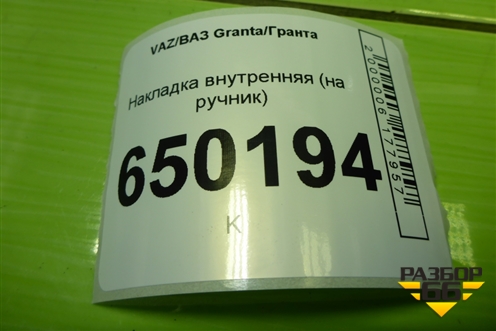 VAZ/ВАЗ Granta/Гранта
Накладка внутренняя (на
ручник)
650194
K
2000006177957
РАЗБОР
66